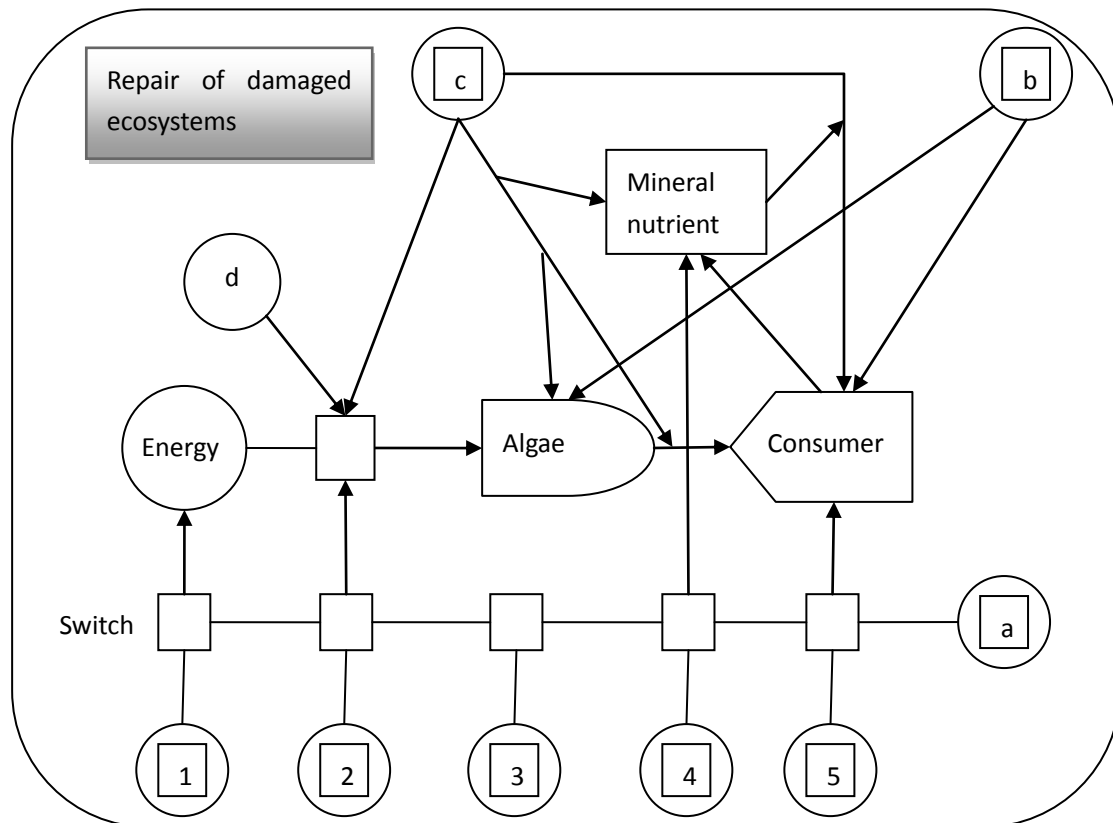 Repair of damaged
ecosystems
c
b
Mineral
nutrient
d
Energy
Algae
Consumer
Switch
a
1
2
3
4
5